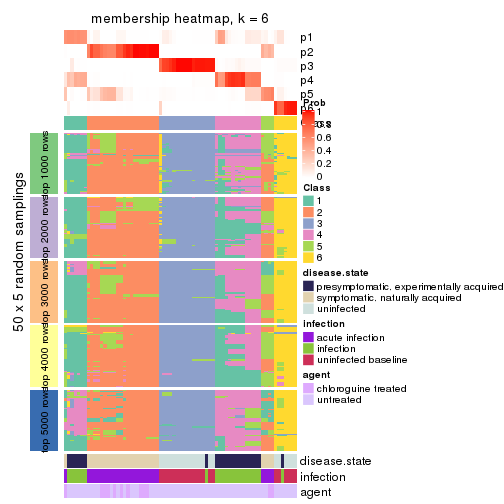 membership heatmap, k = 6
p1
p2
p3
p4
p5
Prob
1
0.8
0.6
0.4
0.2
0
Class
1
2
3
4
5
6
disease.state
presymptomatic. experimentally acquired
symptomatic. naturally acquired
uninfected
infection
acute infection
infection
uninfected baseline
agent
chloroguine treated
untreated
50 x 5 random samplings
top 1000 rows
top 2000 rows
top 3000 rows
top 4000 rows
top 5000 rows
disease.state
infection
agent